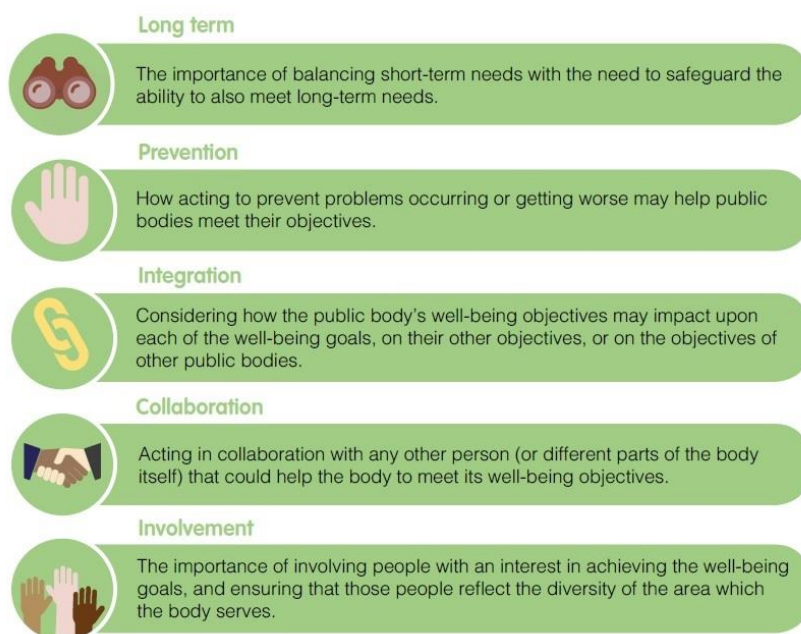 Long term
The importance of balancing short-term needs with the need to safeguard the
ability to also meet long-term needs.
Prevention
How acting to prevent problems occurring or getting worse may help public
bodies meet their objectives.
Integration
Considering how the public body's well-being objectives may impact upon
each of the well-being goals, on their other objectives, or on the objectives of
other public bodies.
Collaboration
Acting in collaboration with any other person (or different parts of the body
itself) that could help the body to meet its well-being objectives.
Involvement
The importance of involving people with an interest in achieving the well-being
goals, and ensuring that those people reflect the diversity of the area which
the body serves.